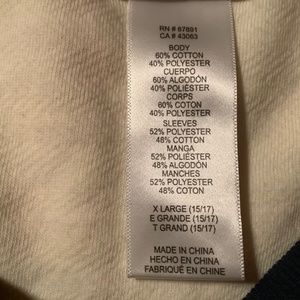 RN # 67891
CA # 43063
BODY
60% COTTON
40% POLYESTER
CUERPO
60% ALGODÓN
40% POLIÉSTER
CORPS
60% COTON
40% POLYESTER
SLEEVES
52% POLYESTER
48% COTTON
MANGA
52% POLIÉSTER
48% ALGODÓN
MANCHES
52% POLYESTER
48% COTON
X LARGE (15/17)
E GRANDE (15/17)
T GRAND (15/17)
MADE IN CHINA
HECHO EN CHINA
FABRIQUÉ EN CHINE